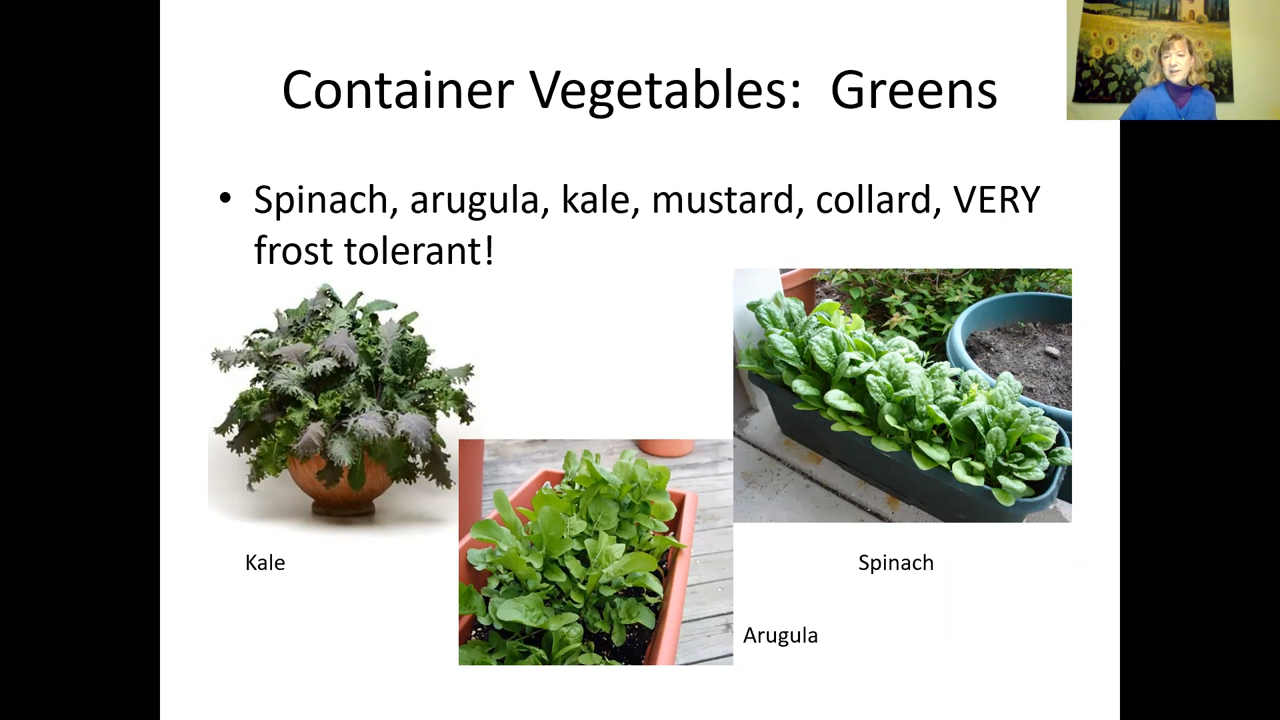 Container Vegetables:  Greens
• Spinach, arugula, kale, mustard, collard, VERY
frost tolerant!
Kale
Spinach
Arugula